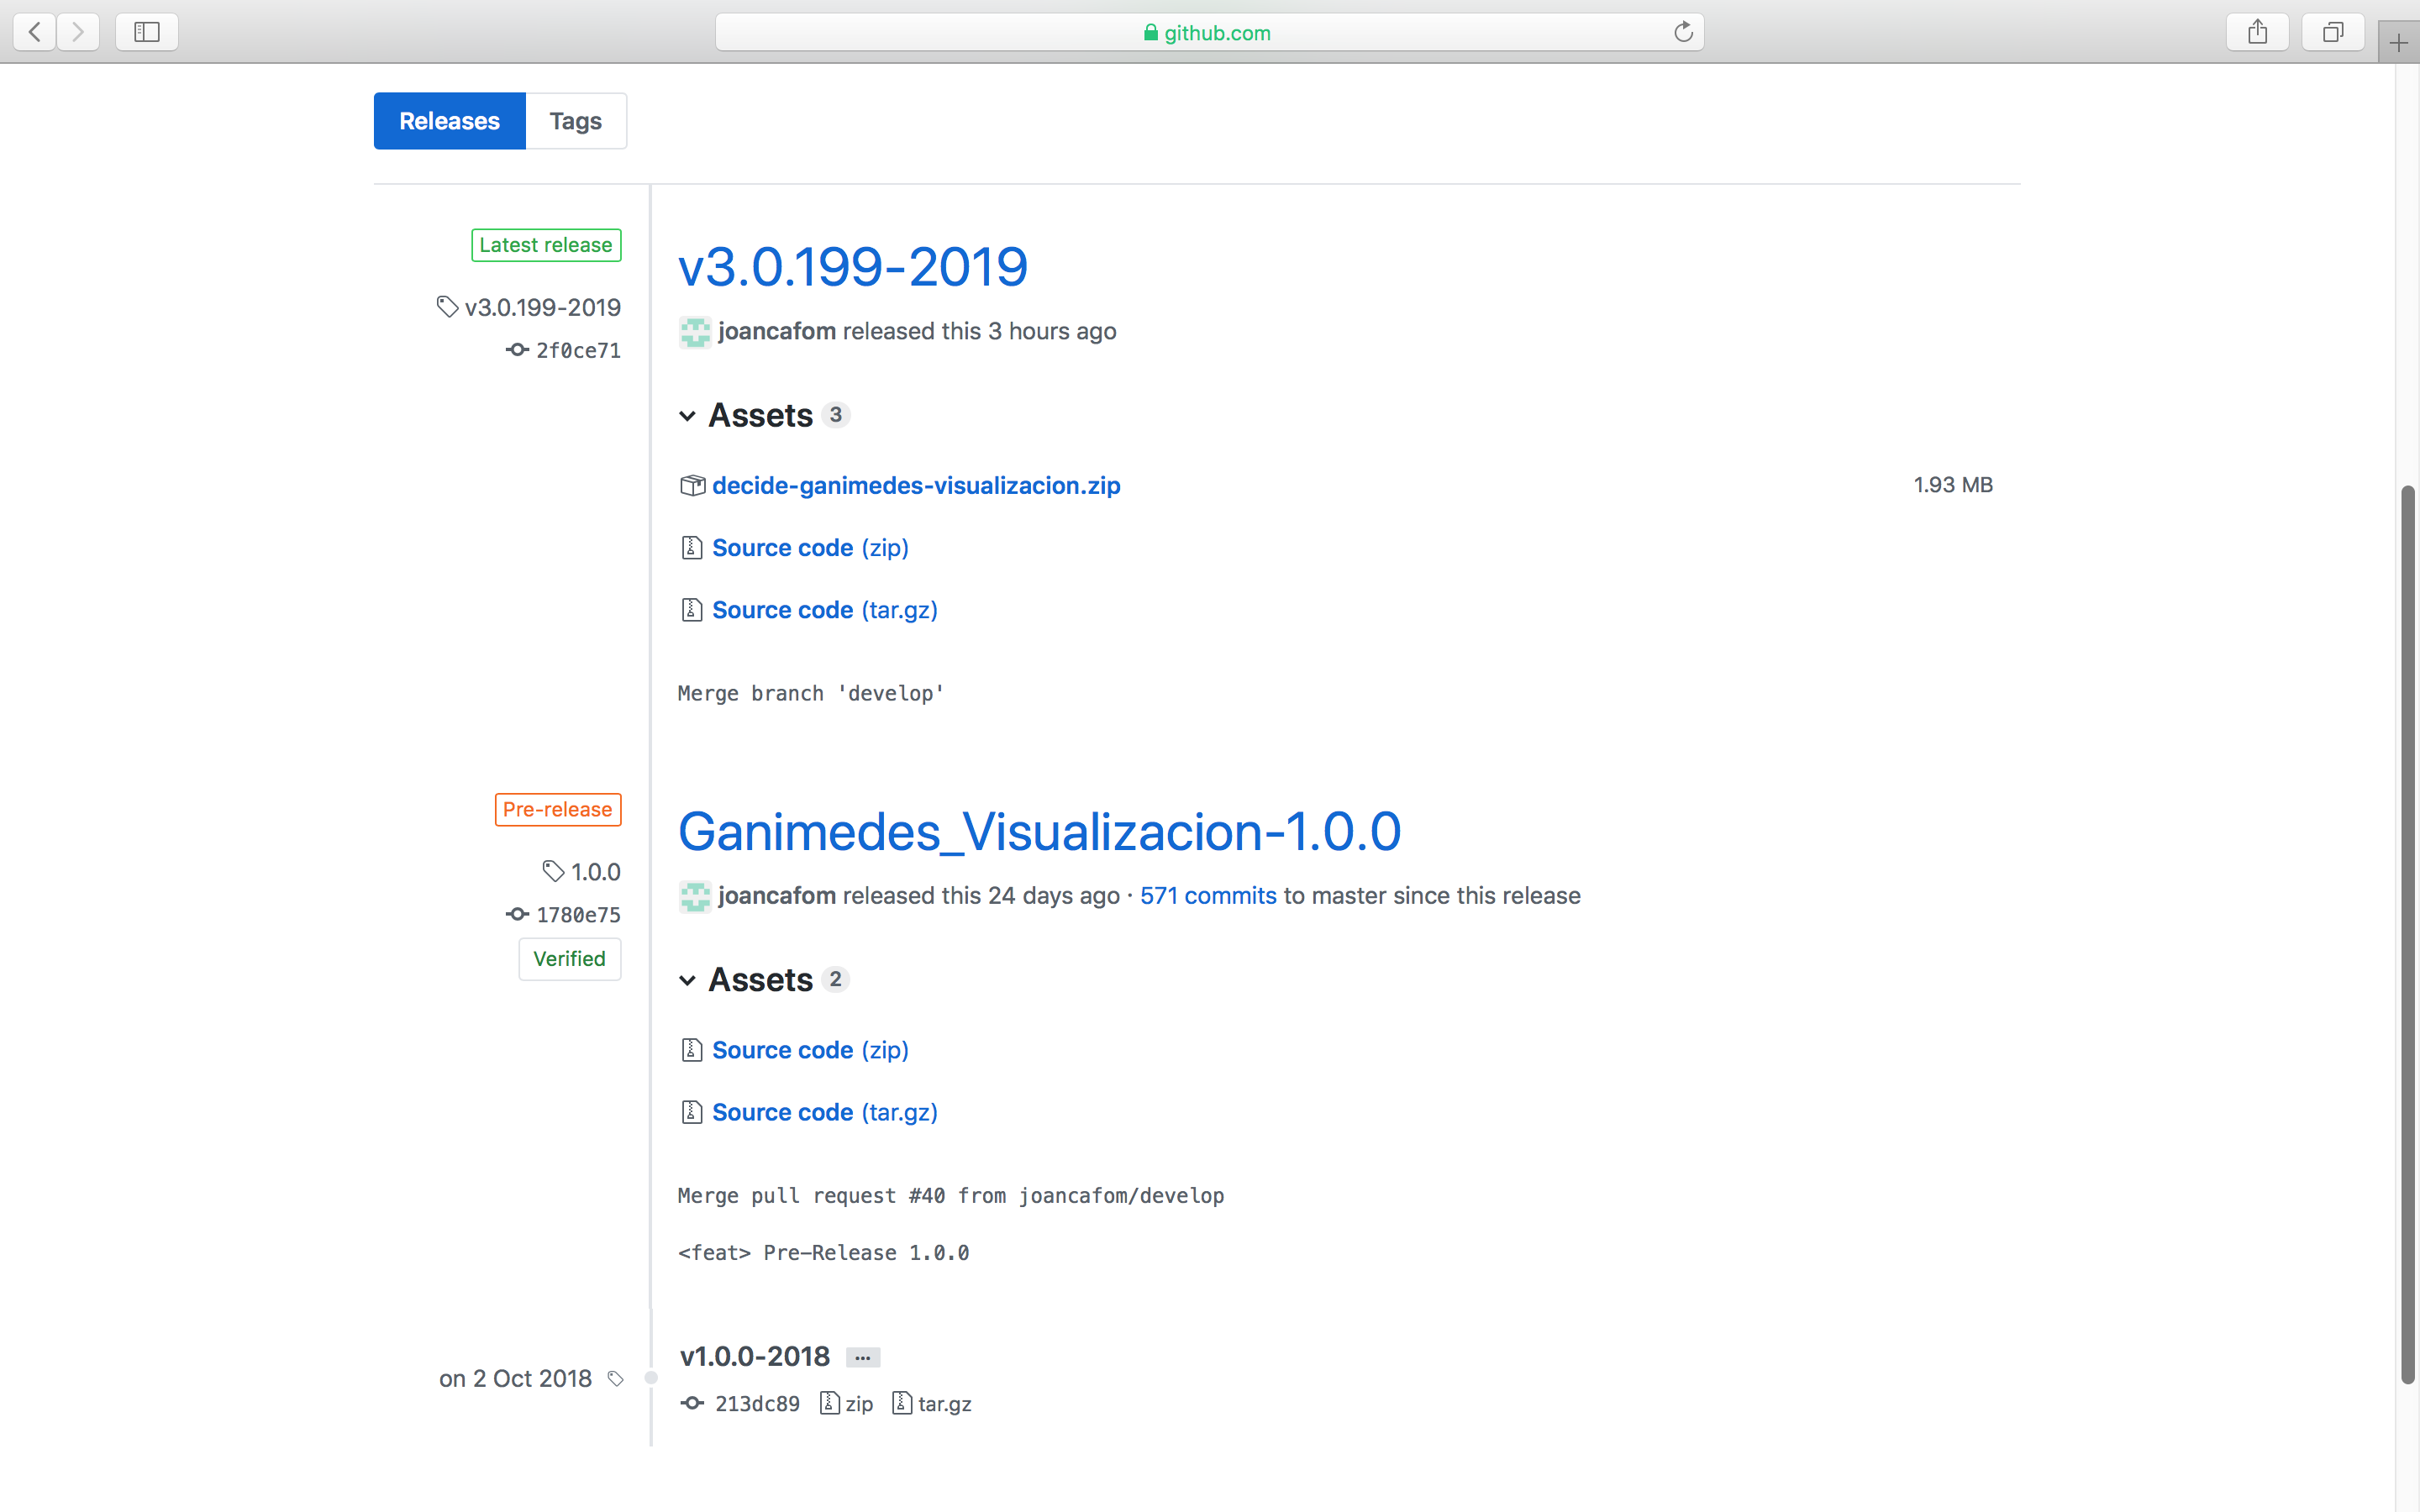 github.com
Releases
Tags
Latest release
v3.0.199-2019
2f0ce71
v3.0.199-2019
joancafom released this 3 hours ago
Assets 3
decide-ganimedes-visualizacion.zip
1.93 MB
Source code (zip)
Source code (tar.gz)
Merge branch 'develop'
Pre-release
1.0.0
1780e75
Verified
Ganimedes_Visualizacion-1.0.0
joancafom released this 24 days ago · 571 commits to master since this release
Assets 2
Source code (zip)
Source code (tar.gz)
Merge pull request #40 from joancafom/develop
<feat> Pre-Release 1.0.0
on 2 Oct 2018
v1.0.0-2018 ...
213dc89 zip tar.gz